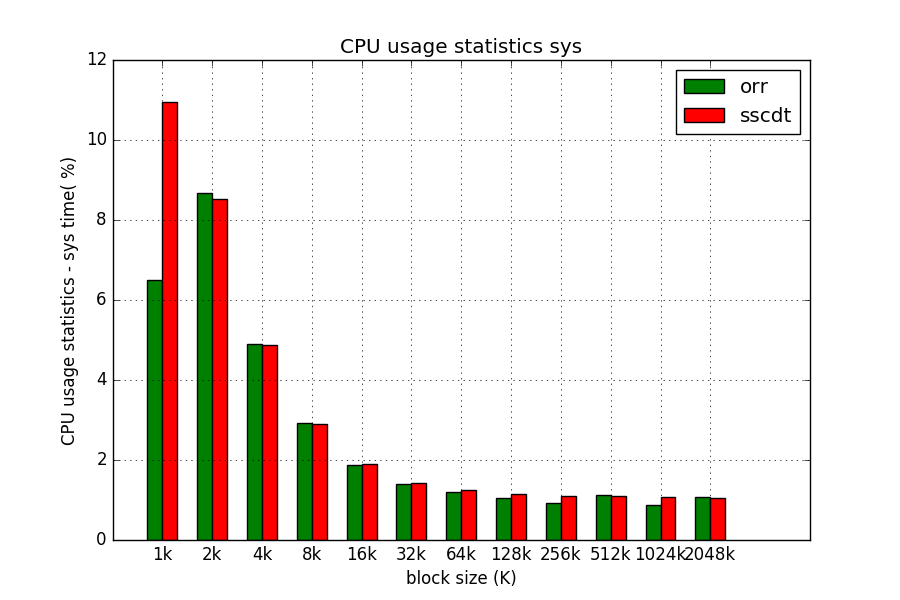 CPU usage statistics sys
12
10
8
6
4
2
0
CPU usage statistics - sys time( %)
orr
sscdt
1k 2k 4k 8k 16k 32k 64k 128k 256k 512k 1024k 2048k
block size (K)